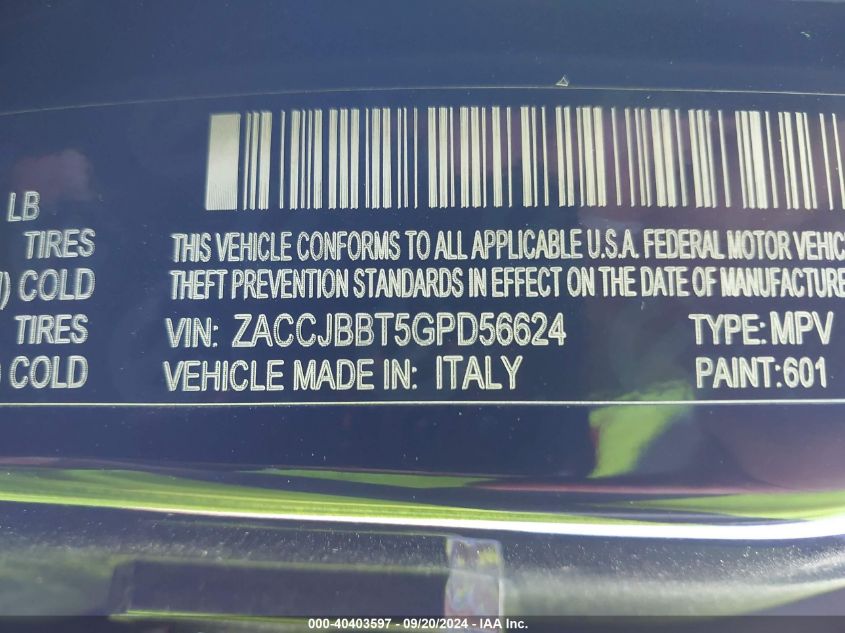 LB
TIRES
) COLD
TIRES
COLD
THIS VEHICLE CONFORMS TO ALL APPLICABLE U.S.A. FEDERAL MOTOR VEHIC
THEFT PREVENTION STANDARDS IN EFFECT ON THE DATE OF MANUFACTURE
VIN: ZACCJBBT5GPD56624 TYPE: MPV
VEHICLE MADE IN: ITALY PAINT:601
000-40403597 - 09/20/2024 - IAA Inc.